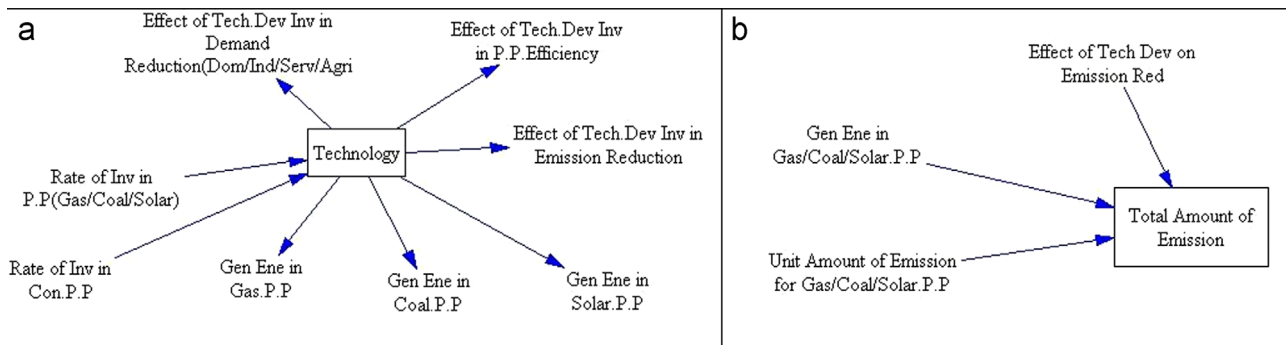 a
Effect of Tech.Dev Inv in
Demand
Reduction(Dom/Ind/Serv/Agri
Effect of Tech.Dev Inv
in P.P.Efficiency
Technology
Effect of Tech.Dev Inv in
Emission Reduction
Rate of Inv in
P.P(Gas/Coal/Solar)
Rate of Inv in
Con.P.P
Gen Ene in
Gas.P.P
Gen Ene in
Coal.P.P
Gen Ene in
Solar.P.P
b
Effect of Tech Dev on
Emission Red
Gen Ene in
Gas/Coal/Solar.P.P
Total Amount of
Emission
Unit Amount of Emission
for Gas/Coal/Solar.P.P